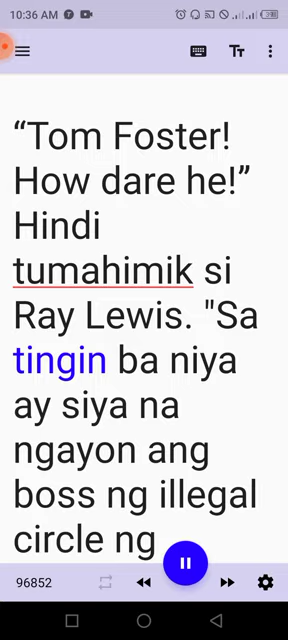 10:36 AM
“Tom Foster!
How dare he!”
Hindi
tumahimik si
Ray Lewis. "Sa
tingin ba niya
ay siya na
ngayon ang
boss ng illegal
circle ng
96852